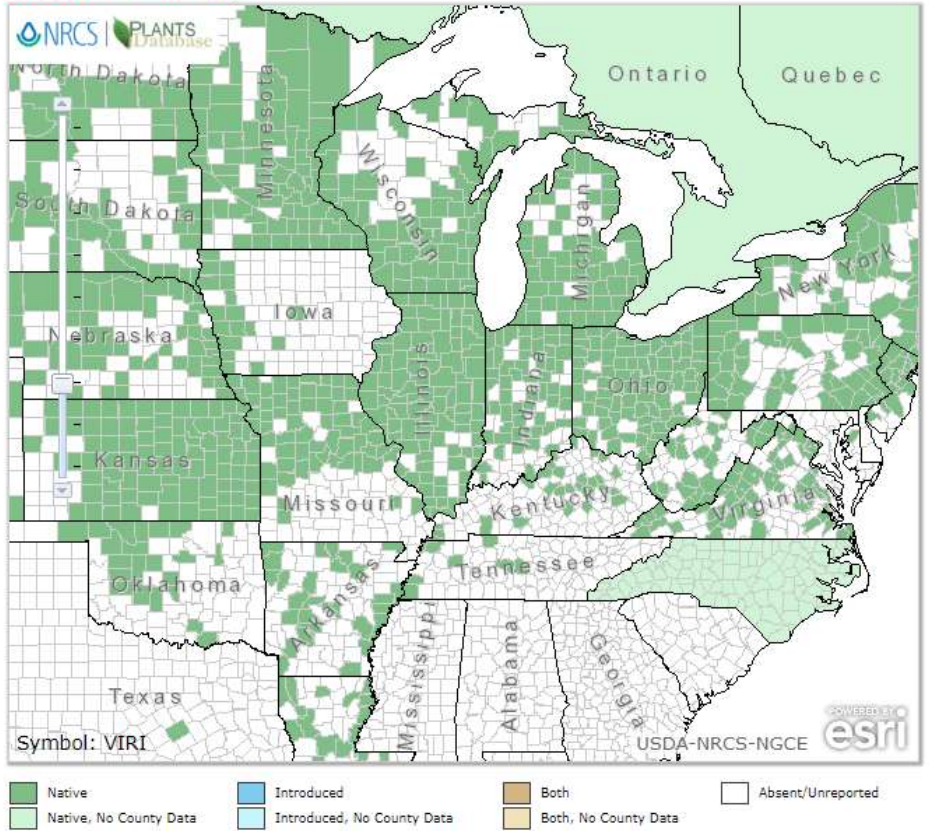 NRCS | PLANTS
Database
North Dakota
Minnesota
Ontario
Quebec
Wisconsin
South Dakota
Michigan
New York
Iowa
Nebraska
Illinois
Indiana
Ohio
Kansas
Missouri
Kentucky
Virginia
Oklahoma
Arkansas
Tennessee
Mississippi
Alabama
Georgia
Texas
POWERED BY
esri
Symbol: VIRI
USDA-NRCS-NGCE
Native
Introduced
Both
Absent/Unreported
Native, No County Data
Introduced, No County Data
Both, No County Data